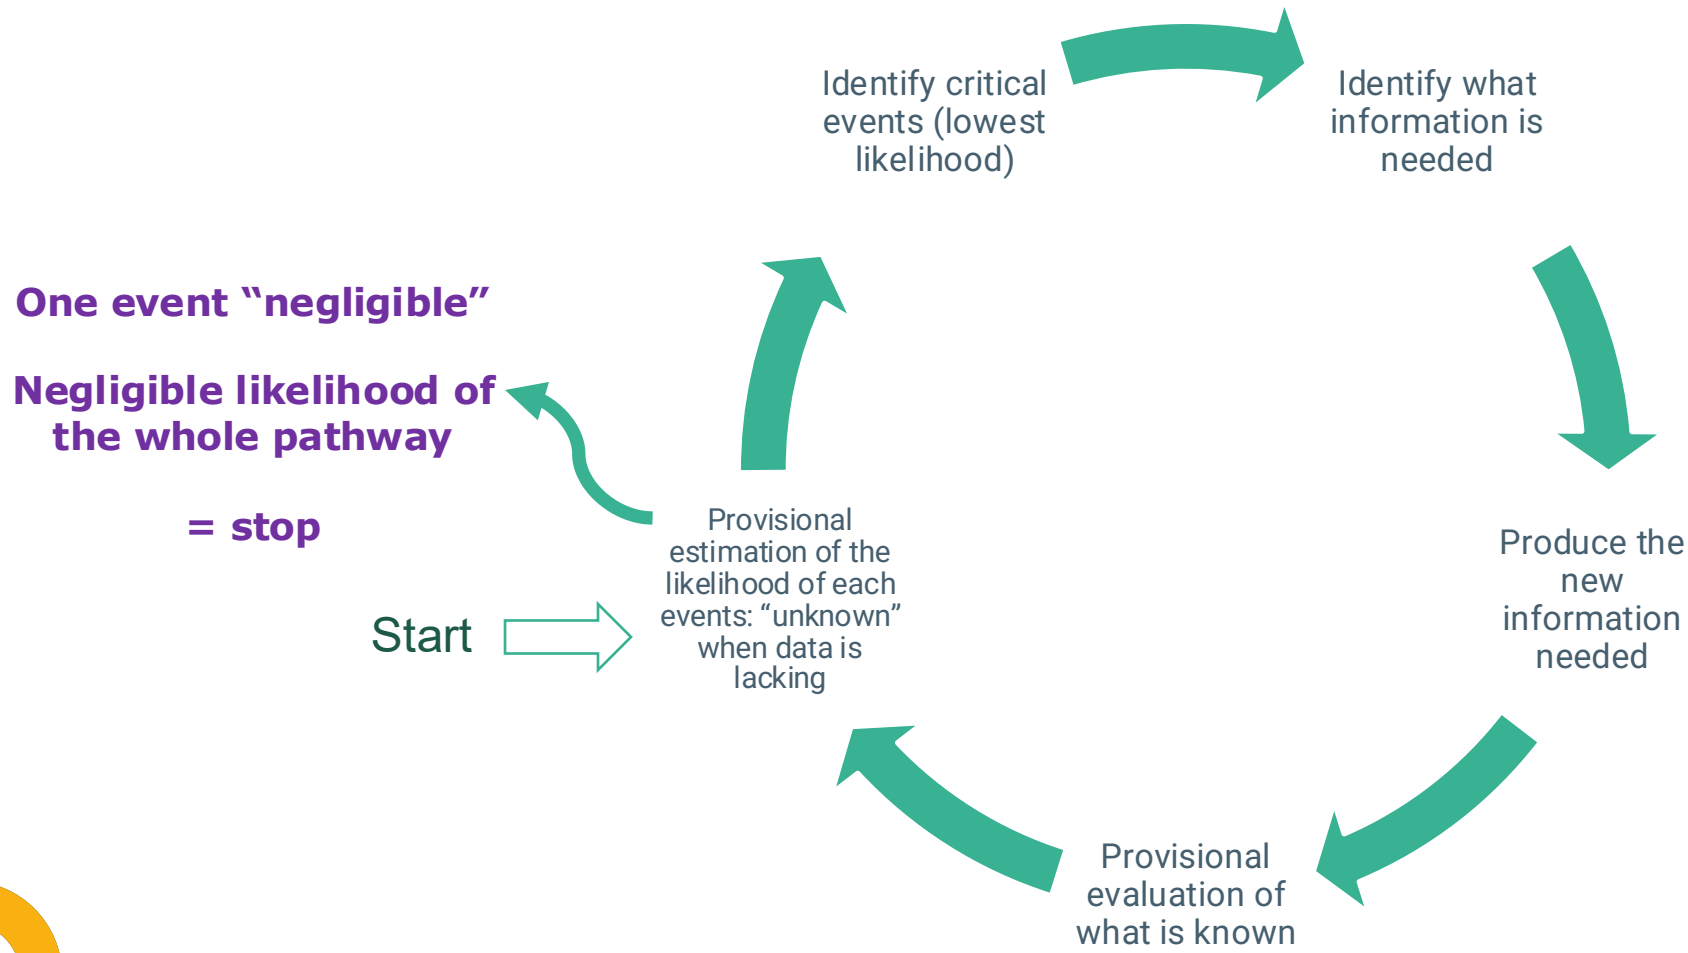 Identify critical
events (lowest
likelihood)
Identify what
information is
needed
One event “negligible”
Negligible likelihood of
the whole pathway
= stop
Start
Provisional
estimation of the
likelihood of each
events: “unknown”
when data is
lacking
Produce the
new
information
needed
Provisional
evaluation of
what is known